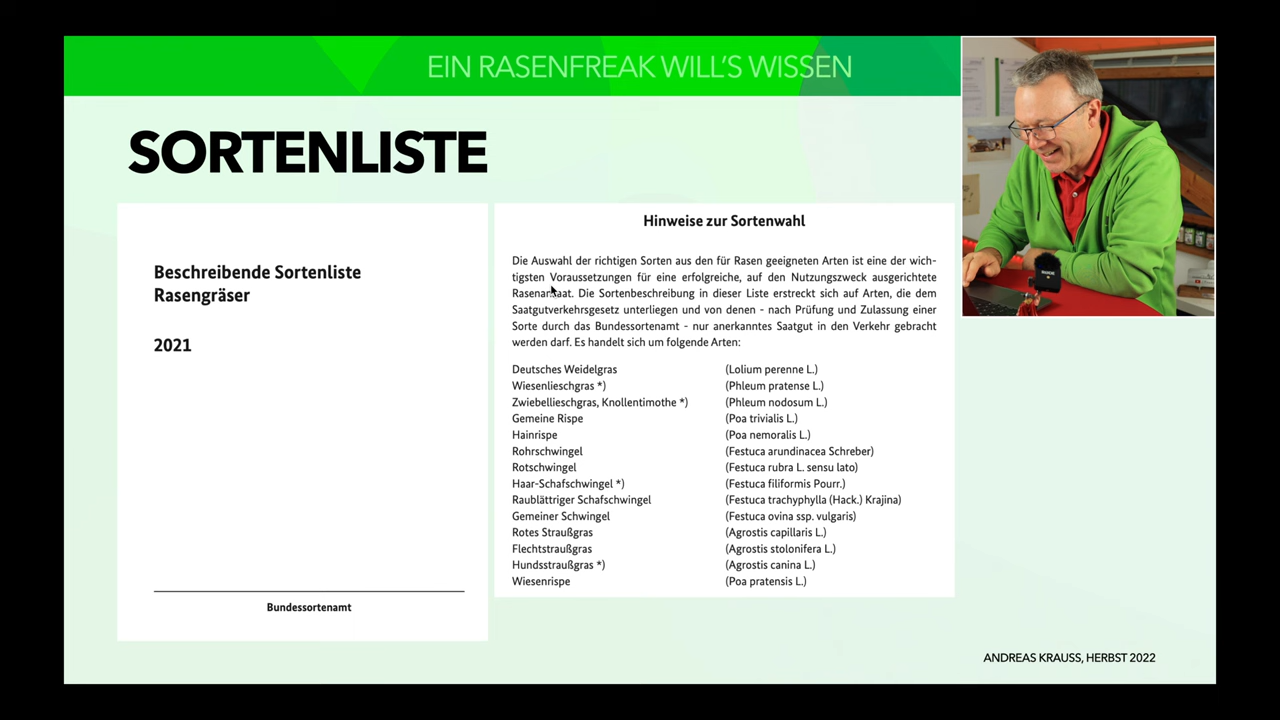 EIN RASENFREAK WILL'S WISSEN
SORTENLISTE
Beschreibende Sortenliste
Rasengräser
2021
Bundessortenamt
Hinweise zur Sortenwahl
Die Auswahl der richtigen Sorten aus den für Rasen geeigneten Arten ist eine der wich-
tigsten Voraussetzungen für eine erfolgreiche, auf den Nutzungszweck ausgerichtete
Rasenansaat. Die Sortenbeschreibung in dieser Liste erstreckt sich auf Arten, die dem
Saatgutverkehrsgesetz unterliegen und von denen - nach Prüfung und Zulassung einer
Sorte durch das Bundessortenamt - nur anerkanntes Saatgut in den Verkehr gebracht
werden darf. Es handelt sich um folgende Arten:
Deutsches Weidelgras (Lolium perenne L.)
Wiesenlieschgras *) (Phleum pratense L.)
Zwiebellieschgras, Knollentimothe *) (Phleum nodosum L.)
Gemeine Rispe (Poa trivialis L.)
Hainrispe (Poa nemoralis L.)
Rohrschwingel (Festuca arundinacea Schreber)
Rotschwingel (Festuca rubra L. sensu lato)
Haar-Schafschwingel *) (Festuca filiformis Pourr.)
Raublättriger Schafschwingel (Festuca trachyphylla (Hack.) Krajina)
Gemeiner Schwingel (Festuca ovina ssp. vulgaris)
Rotes Straußgras (Agrostis capillaris L.)
Flechtstraußgras (Agrostis stolonifera L.)
Hundsstraußgras *) (Agrostis canina L.)
Wiesenrispe (Poa pratensis L.)
ANDREAS KRAUSS, HERBST 2022